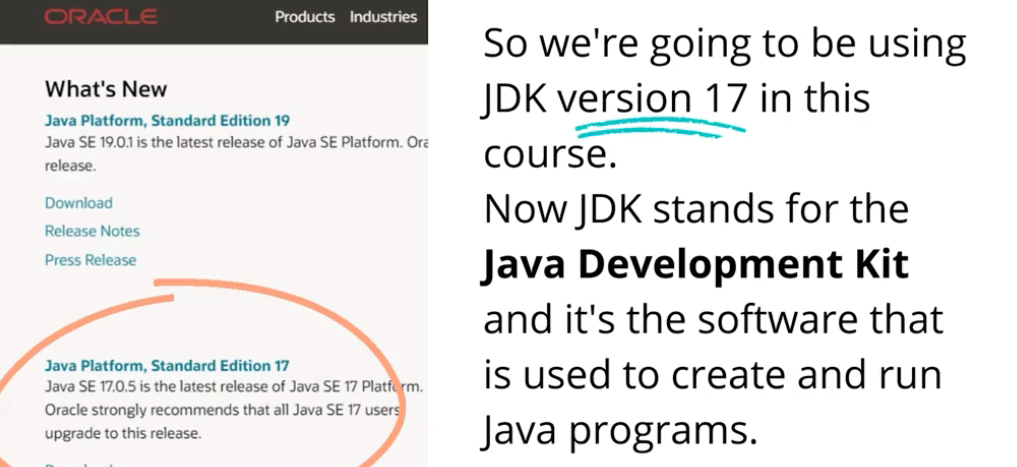 ORACLE
Products Industries
What's New
Java Platform, Standard Edition 19
Java SE 19.0.1 is the latest release of Java SE Platform. Ora
release.
Download
Release Notes
Press Release
Java Platform, Standard Edition 17
Java SE 17.0.5 is the latest release of Java SE 17 Platform.
Oracle strongly recommends that all Java SE 17 users
upgrade to this release.
So we're going to be using
JDK version 17 in this
course.
Now JDK stands for the
Java Development Kit
and it's the software that
is used to create and run
Java programs.